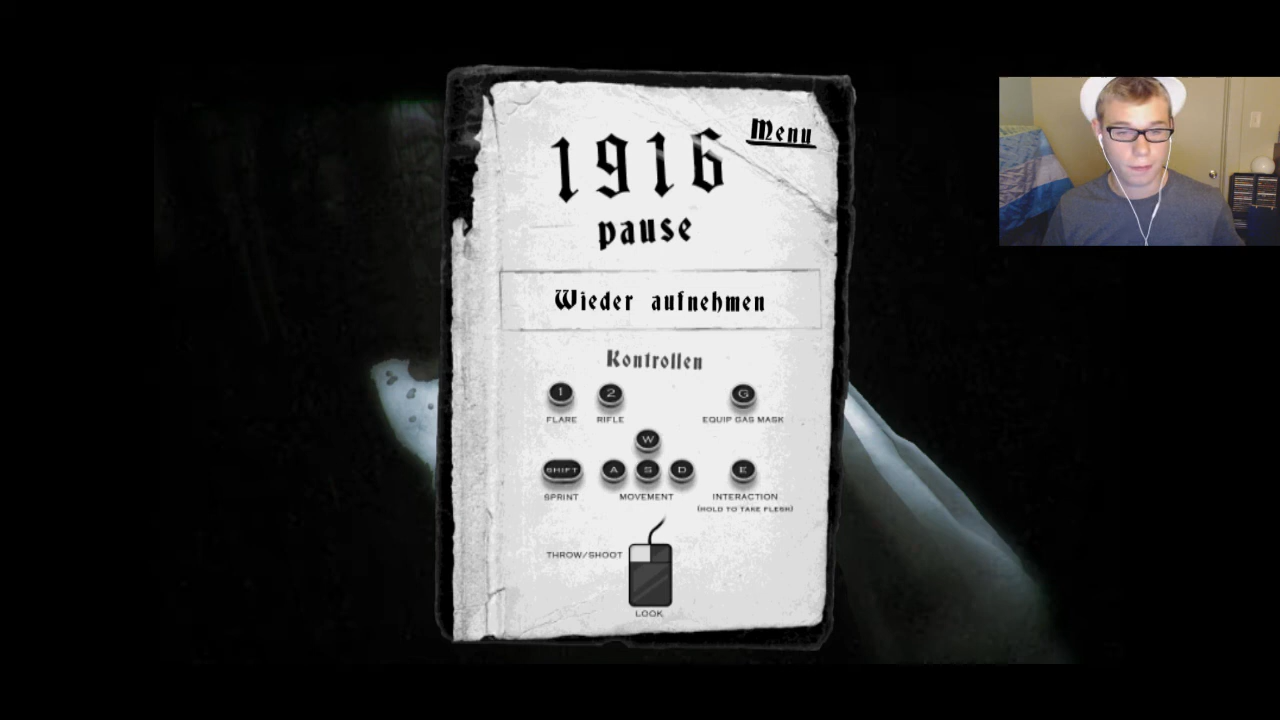 Menu
1916
pause
Wieder aufnehmen
Kontrollen
1 2 G
FLARE RIFLE EQUIP GAS MASK
W
SHIFT A S D E
SPRINT MOVEMENT INTERACTION
(HOLD TO TAKE FLESH)
THROW/SHOOT
LOOK